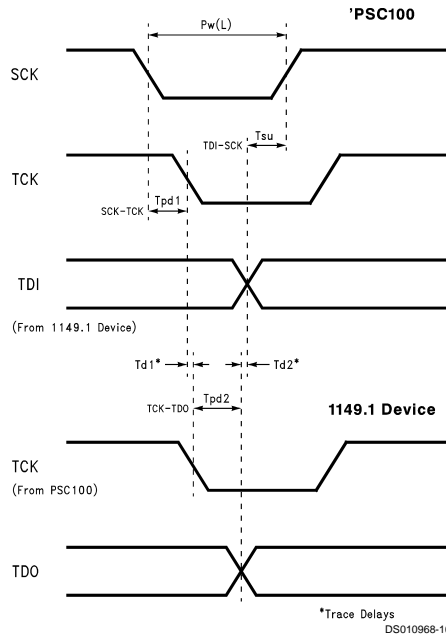 'PSC100
Pw(L)
SCK
TDI-SCK
Tsu
TCK
SCK-TCK
Tpd1
TDI
(From 1149.1 Device)
Td1*
Td2*
TCK-TDO
Tpd2
1149.1 Device
TCK
(From PSC100)
TDO
*Trace Delays